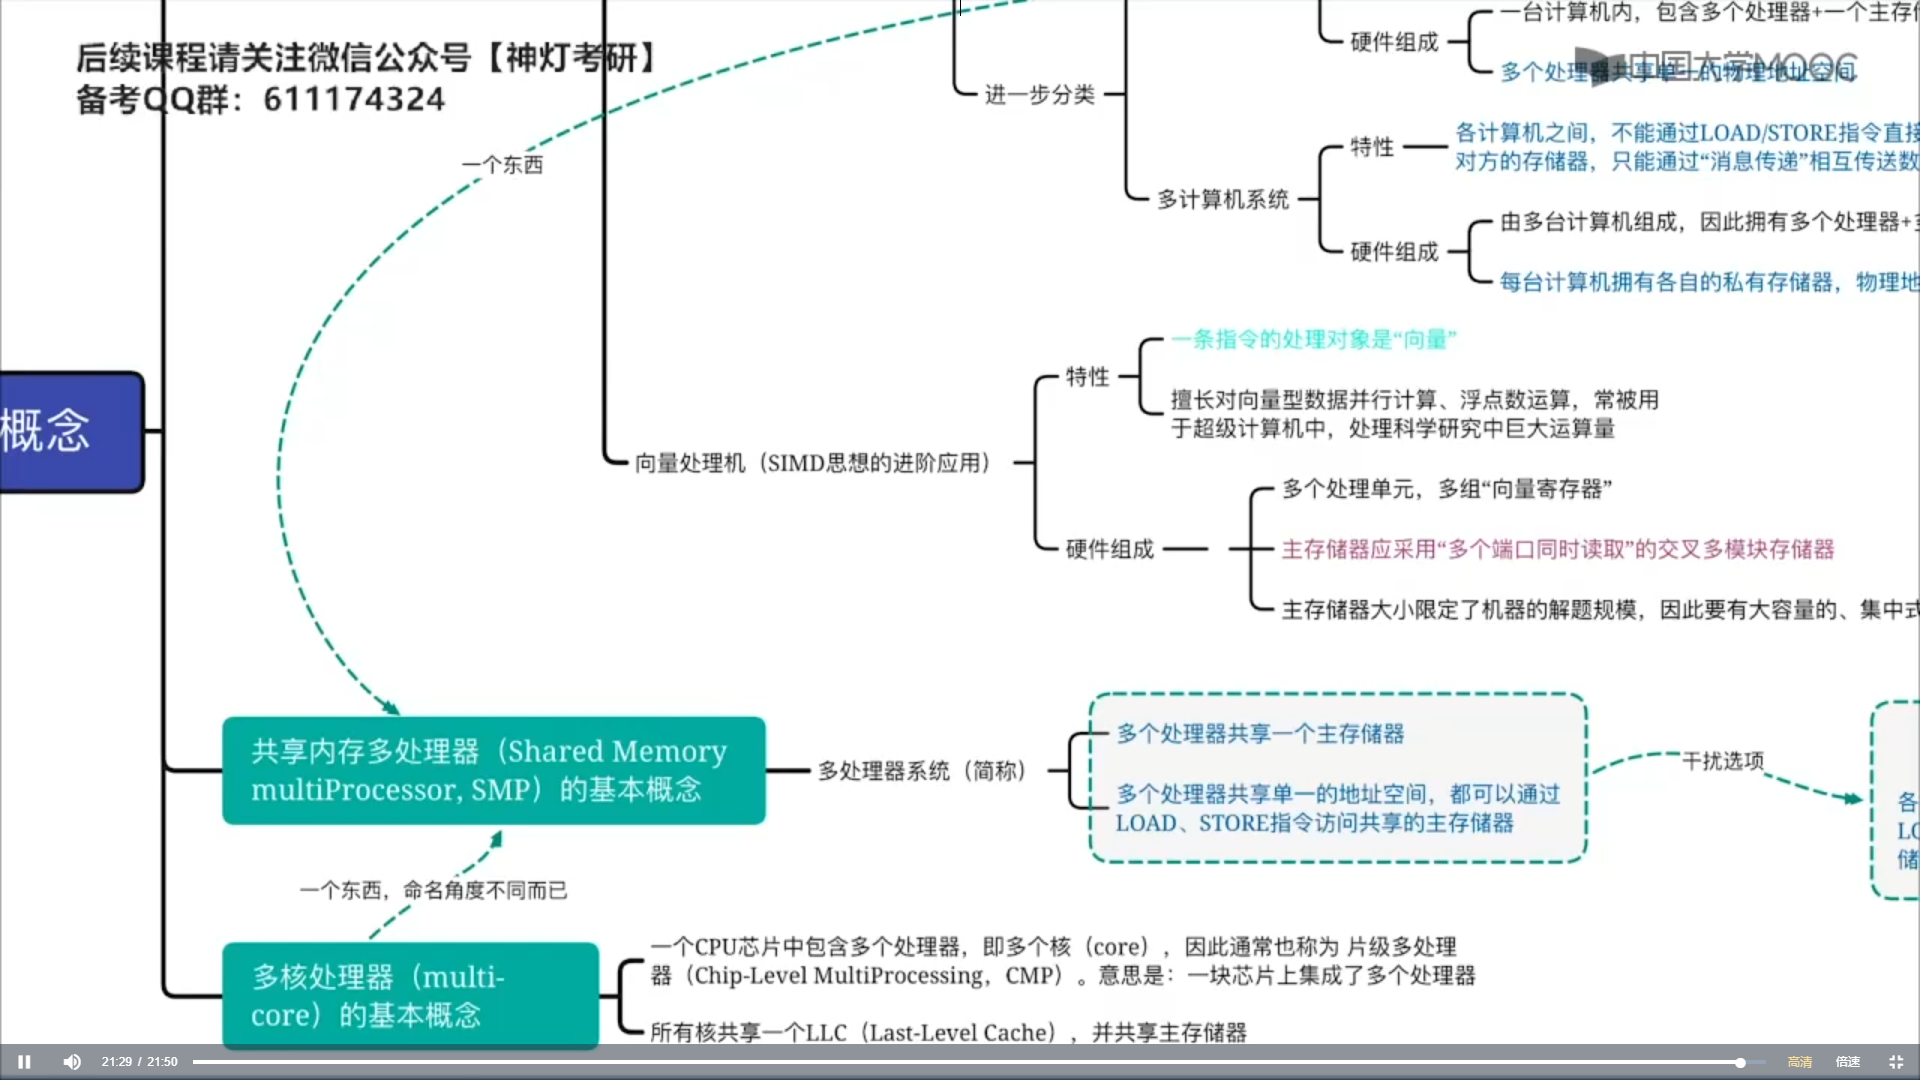 后续课程请关注微信公众号【神灯考研】
备考QQ群：611174324
一台计算机内，包含多个处理器+一个主存
硬件组成
中国大学MOOC
多个处理器共享单一的物理地址空间
进一步分类
各计算机之间，不能通过LOAD/STORE指令直接
特性
对方的存储器，只能通过“消息传递”相互传送数
一个东西
多计算机系统
由多台计算机组成，因此拥有多个处理器+
硬件组成
每台计算机拥有各自的私有存储器，物理地
一条指令的处理对象是“向量”
特性
擅长对向量型数据并行计算、浮点数运算，常被用
于超级计算机中，处理科学研究中巨大运算量
概念
向量处理机（SIMD思想的进阶应用）
多个处理单元，多组“向量寄存器”
硬件组成
主存储器应采用“多个端口同时读取”的交叉多模块存储器
主存储器大小限定了机器的解题规模，因此要有大容量的、集中式
共享内存多处理器（Shared Memory
multiProcessor, SMP）的基本概念
多处理器系统（简称）
多个处理器共享一个主存储器
多个处理器共享单一的地址空间，都可以通过
LOAD、STORE指令访问共享的主存储器
干扰选项
各
LO
储
一个东西，命名角度不同而已
多核处理器（multi-
core）的基本概念
一个CPU芯片中包含多个处理器，即多个核（core），因此通常也称为 片级多处理
器（Chip-Level MultiProcessing，CMP）。意思是：一块芯片上集成了多个处理器
所有核共享一个LLC（Last-Level Cache），并共享主存储器
21:29 / 21:50
高清
倍速